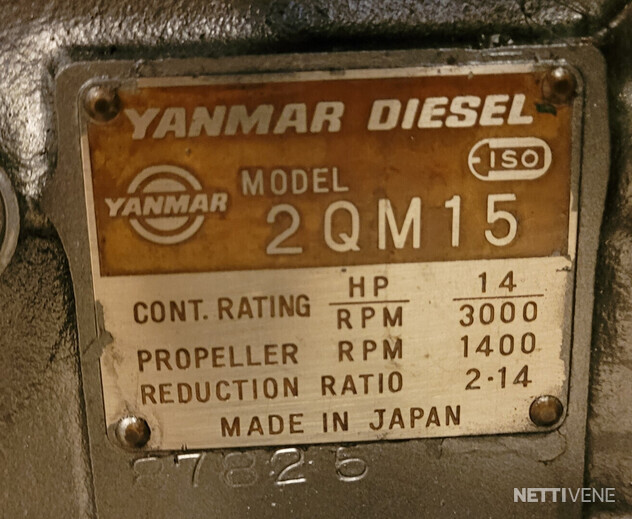 YANMAR DIESEL
ISO
MODEL
YANMAR
2QM15
CONT. RATING HP 14
RPM 3000
PROPELLER RPM 1400
REDUCTION RATIO 2·14
MADE IN JAPAN
87825
NETTIVENE